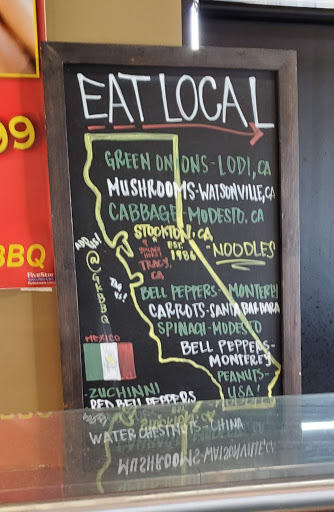 EAT LOCAL
GREEN ONIONS - LODI, CA
MUSHROOMS - WATSONVILLE, CA
CABBAGE - MODESTO, CA
STOCKTON, CA
EST.
1986
- NOODLES
TRACY,
CA
@GKBBQ
99
BBQ
BELL PEPPERS - MONTEREY
CARROTS - SANTA BARBARA
SPINACH - MODESTO
BELL PEPPERS -
MONTEREY
PEANUTS -
USA
MEXICO
- ZUCHINNI
RED BELL PEPPERS
WATER CHESTNUTS - CHINA